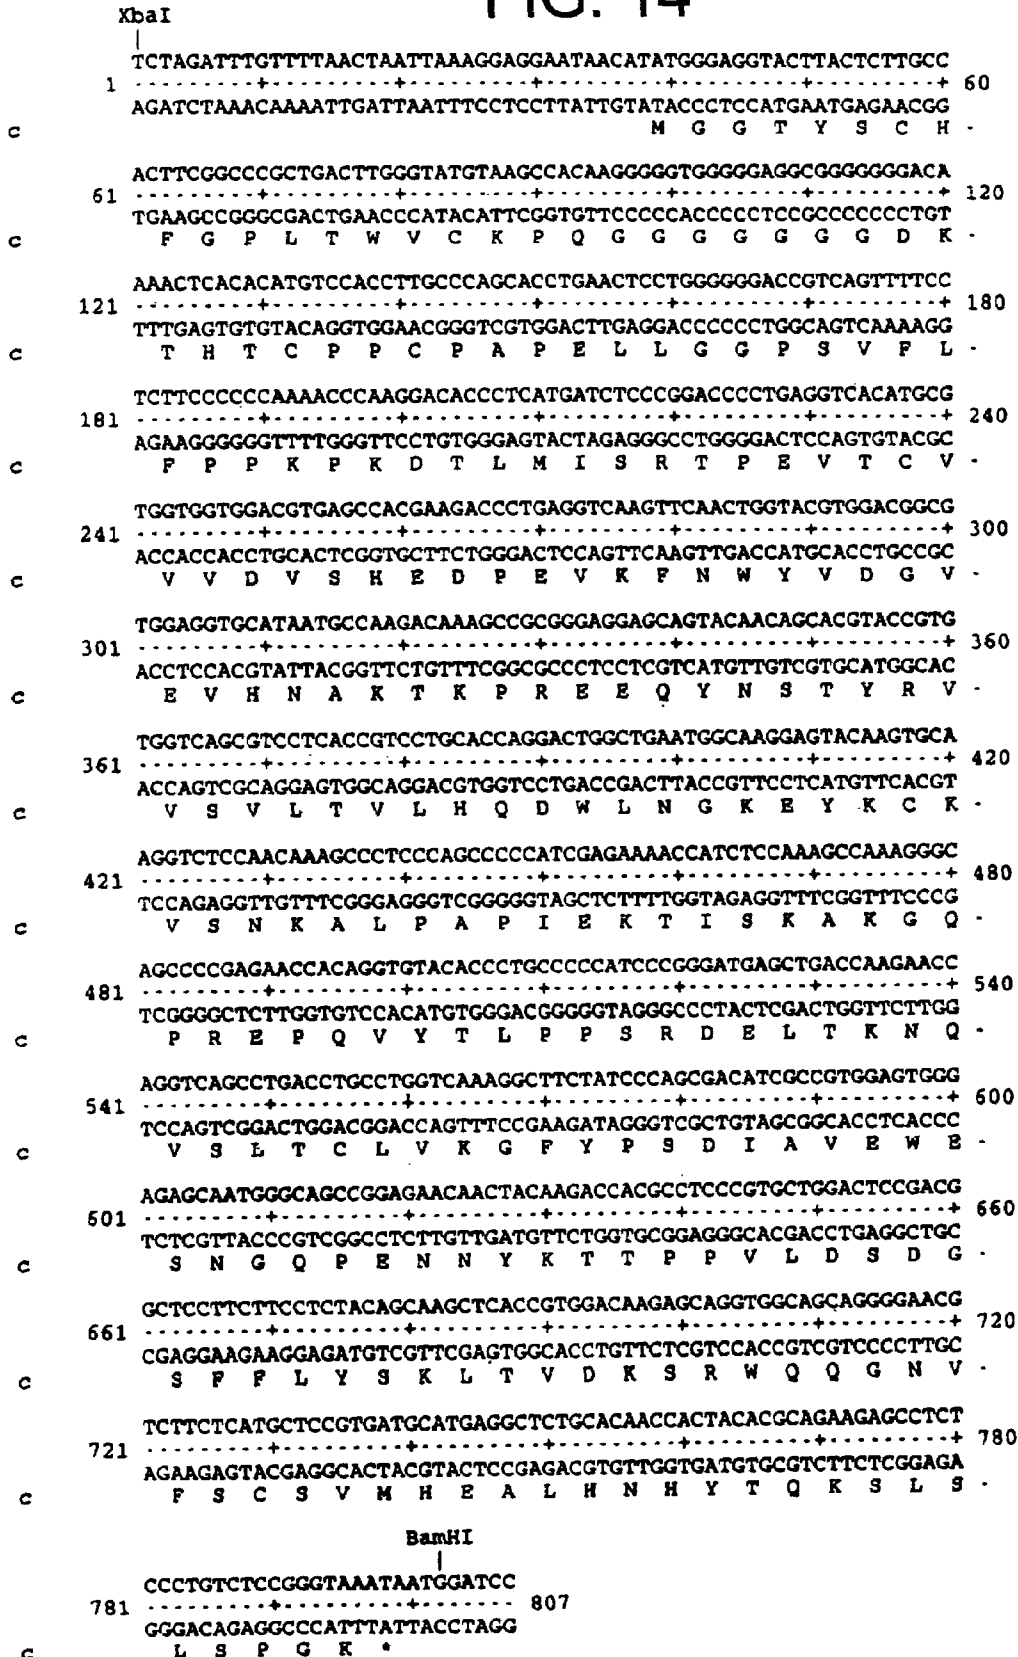 FIG. 14
XbaI
TCTAGATTTGTTTTAACTAATTAAAGGAGGAATAACATATGGGAGGTACTTACTCTTGCC
1 ---------+---------+---------+---------+---------+---------+ 60
AGATCTAAACAAAATTGATTAATTTCCTCCTTATTGTATACCCTCCATGAATGAGAACGG
c M G G T Y S C H -
ACTTCGGCCCGCTGACTTGGGTATGTAAGCCACAAGGGGGTGGGGGAGGCGGGGGGGACA
61 ---------+---------+---------+---------+---------+---------+ 120
TGAAGCCGGGCGACTGAACCCATACATTCGGTGTTCCCCCACCCCCTCCGCCCCCCCTGT
c F G P L T W V C K P Q G G G G G G G D K -
AAACTCACACATGTCCACCTTGCCCAGCACCTGAACTCCTGGGGGGACCGTCAGTTTTCC
121 ---------+---------+---------+---------+---------+---------+ 180
TTTGAGTGTGTACAGGTGGAACGGGTCGTGGACTTGAGGACCCCCCTGGCAGTCAAAAGG
c T H T C P P C P A P E L L G G P S V F L -
TCTTCCCCCCAAAACCCAAGGACACCCTCATGATCTCCCGGACCCCTGAGGTCACATGCG
181 ---------+---------+---------+---------+---------+---------+ 240
AGAAGGGGGGTTTTGGGTTCCTGTGGGAGTACTAGAGGGCCTGGGGACTCCAGTGTACGC
c F P P K P K D T L M I S R T P E V T C V -
TGGTGGTGGACGTGAGCCACGAAGACCCTGAGGTCAAGTTCAACTGGTACGTGGACGGCG
241 ---------+---------+---------+---------+---------+---------+ 300
ACCACCACCTGCACTCGGTGCTTCTGGGACTCCAGTTCAAGTTGACCATGCACCTGCCGC
c V V D V S H E D P E V K F N W Y V D G V -
TGGAGGTGCATAATGCCAAGACAAAGCCGCGGGAGGAGCAGTACAACAGCACGTACCGTG
301 ---------+---------+---------+---------+---------+---------+ 360
ACCTCCACGTATTACGGTTCTGTTTCGGCGCCCTCCTCGTCATGTTGTCGTGCATGGCAC
c E V H N A K T K P R E E Q Y N S T Y R V -
TGGTCAGCGTCCTCACCGTCCTGCACCAGGACTGGCTGAATGGCAAGGAGTACAAGTGCA
361 ---------+---------+---------+---------+---------+---------+ 420
ACCAGTCGCAGGAGTGGCAGGACGTGGTCCTGACCGACTTACCGTTCCTCATGTTCACGT
c V S V L T V L H Q D W L N G K E Y K C K -
AGGTCTCCAACAAAGCCCTCCCAGCCCCCATCGAGAAAACCATCTCCAAAGCCAAAGGGC
421 ---------+---------+---------+---------+---------+---------+ 480
TCCAGAGGTTGTTTCGGGAGGGTCGGGGGTAGCTCTTTTGGTAGAGGTTTCGGTTTCCCG
c V S N K A L P A P I E K T I S K A K G Q -
AGCCCCGAGAACCACAGGTGTACACCCTGCCCCCATCCCGGGATGAGCTGACCAAGAACC
481 ---------+---------+---------+---------+---------+---------+ 540
TCGGGGCTCTTGGTGTCCACATGTGGGACGGGGGTAGGGCCCTACTCGACTGGTTCTTGG
c P R E P Q V Y T L P P S R D E L T K N Q -
AGGTCAGCCTGACCTGCCTGGTCAAAGGCTTCTATCCCAGCGACATCGCCGTGGAGTGGG
541 ---------+---------+---------+---------+---------+---------+ 600
TCCAGTCGGACTGGACGGACCAGTTTCCGAAGATAGGGTCGCTGTAGCGGCACCTCACCC
c V S L T C L V K G F Y P S D I A V E W E -
AGAGCAATGGGCAGCCGGAGAACAACTACAAGACCACGCCTCCCGTGCTGGACTCCGACG
601 ---------+---------+---------+---------+---------+---------+ 660
TCTCGTTACCCGTCGGCCTCTTGTTGATGTTCTGGTGCGGAGGGCACGACCTGAGGCTGC
c S N G Q P E N N Y K T T P P V L D S D G -
GCTCCTTCTTCCTCTACAGCAAGCTCACCGTGGACAAGAGCAGGTGGCAGCAGGGGAACG
661 ---------+---------+---------+---------+---------+---------+ 720
CGAGGAAGAAGGAGATGTCGTTCGAGTGGCACCTGTTCTCGTCCACCGTCGTCCCCTTGC
c S F F L Y S K L T V D K S R W Q Q G N V -
TCTTCTCATGCTCCGTGATGCATGAGGCTCTGCACAACCACTACACGCAGAAGAGCCTCT
721 ---------+---------+---------+---------+---------+---------+ 780
AGAAGAGTACGAGGCACTACGTACTCCGAGACGTGTTGGTGATGTGCGTCTTCTCGGAGA
c F S C S V M H E A L H N H Y T Q K S L S -
BamHI
CCCTGTCTCCGGGTAAATAATGGATCC
781 ---------+---------+------- 807
GGGACAGAGGCCCATTTATTACCTAGG
c L S P G K *